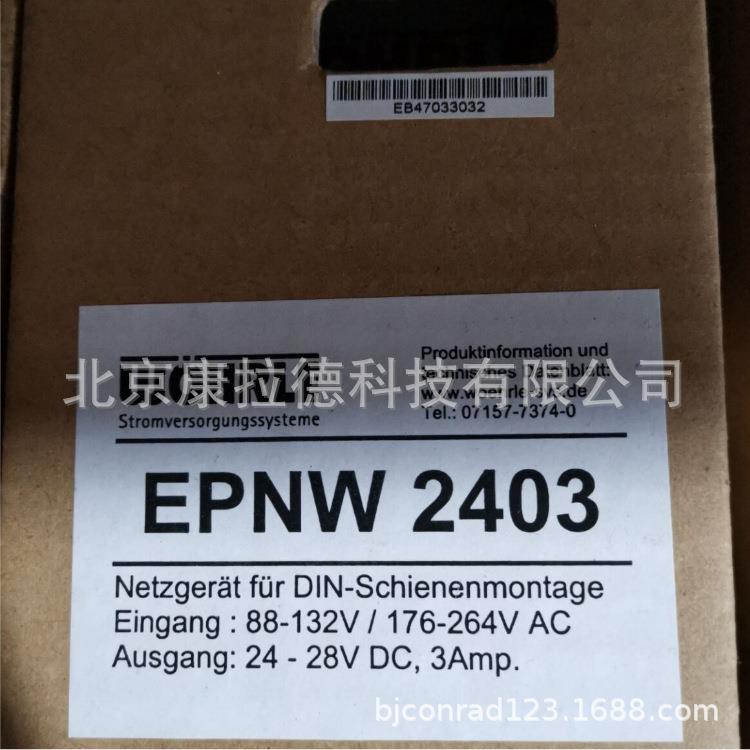 EB47033032
北京康拉德科技有限公司
Stromversorgungssysteme
Produktinformation und
technisches Datenblatt:
Tel.: 07157-7374-0
EPNW 2403
Netzgerät für DIN-Schienenmontage
Eingang : 88-132V / 176-264V AC
Ausgang: 24 - 28V DC, 3Amp.
bjconrad123.1688.com